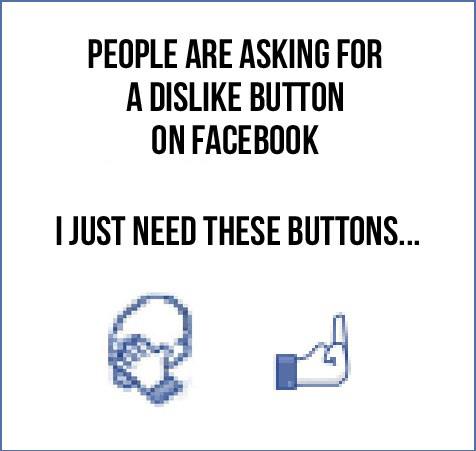 PEOPLE ARE ASKING FOR
A DISLIKE BUTTON
ON FACEBOOK
I JUST NEED THESE BUTTONS...